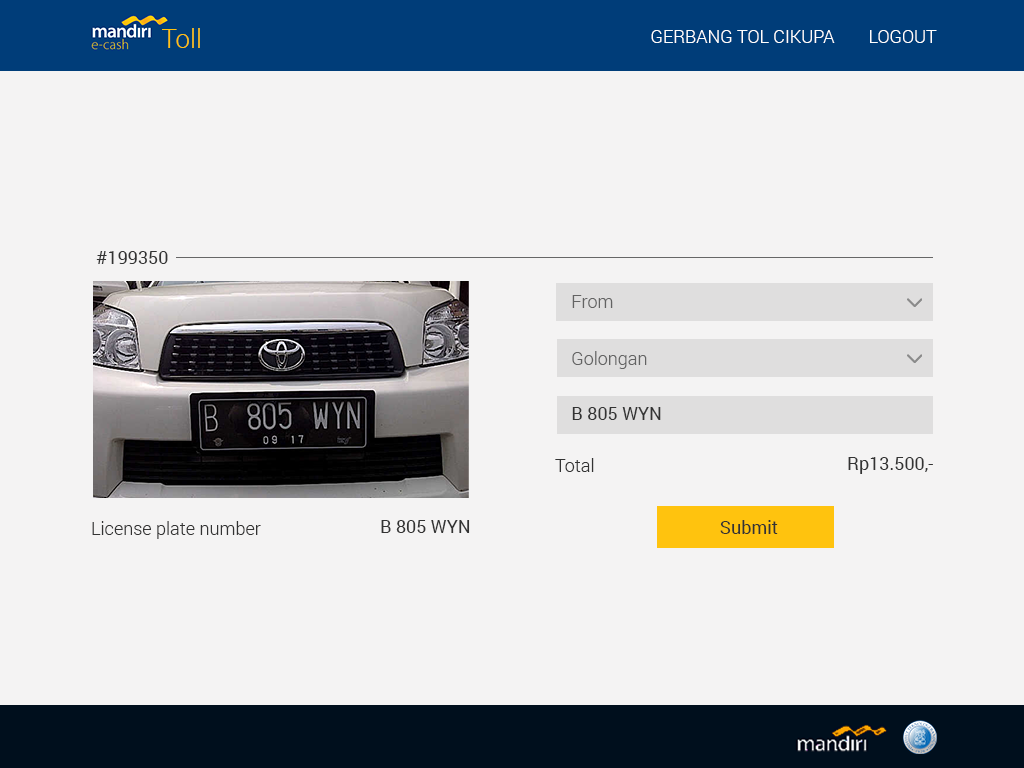 mandiri
e-cash
Toll
GERBANG TOL CIKUPA
LOGOUT
#199350
B 805 WYN
09 17
License plate number
B 805 WYN
From
Golongan
B 805 WYN
Total
Rp13.500,-
Submit
mandiri